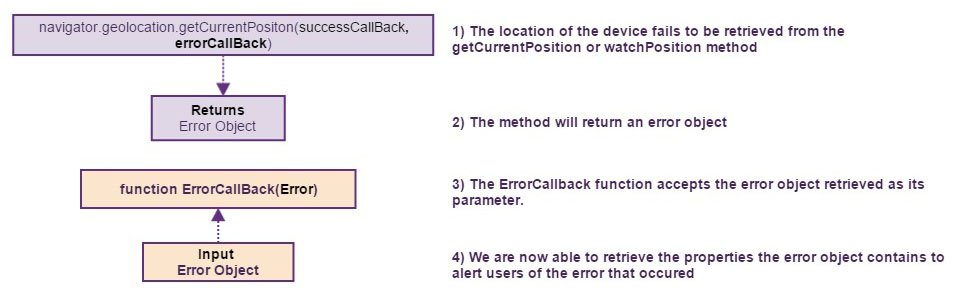 navigator.geolocation.getCurrentPositon(successCallBack,
errorCallBack)
1) The location of the device fails to be retrieved from the
getCurrentPosition or watchPosition method
Returns
Error Object
2) The method will return an error object
function ErrorCallBack(Error)
3) The ErrorCallback function accepts the error object retrieved as its
parameter.
Input
Error Object
4) We are now able to retrieve the properties the error object contains to
alert users of the error that occured